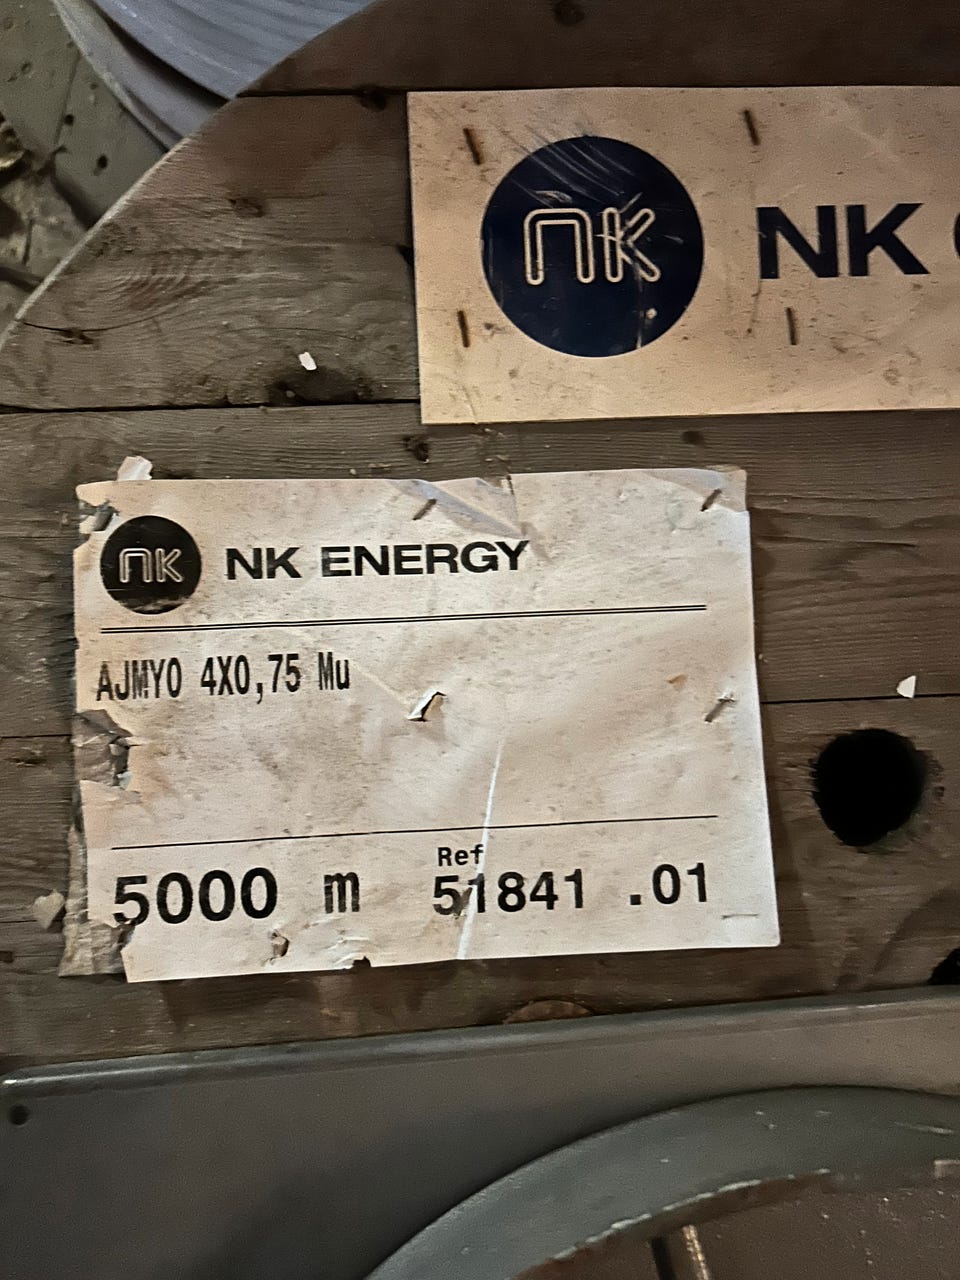 nK NK
nK NK ENERGY
AJMYO 4X0,75 Mu
Ref
5000 m 51841 .01